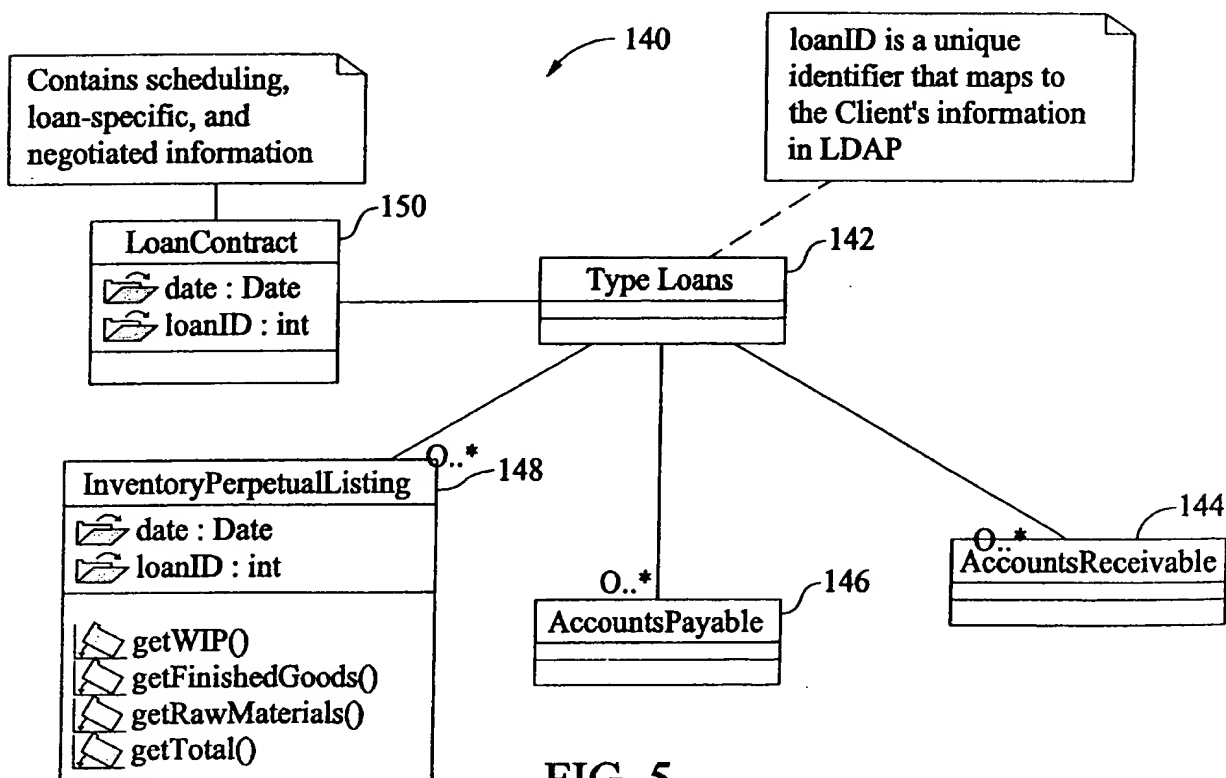 140
Contains scheduling,
loan-specific, and
negotiated information
loanID is a unique
identifier that maps to
the Client's information
in LDAP
150
LoanContract
date : Date
loanID : int
142
Type Loans
O..*
148
InventoryPerpetualListing
date : Date
loanID : int
getWIP()
getFinishedGoods()
getRawMaterials()
getTotal()
O..*
146
AccountsPayable
144
O..*
AccountsReceivable
FIG. 5